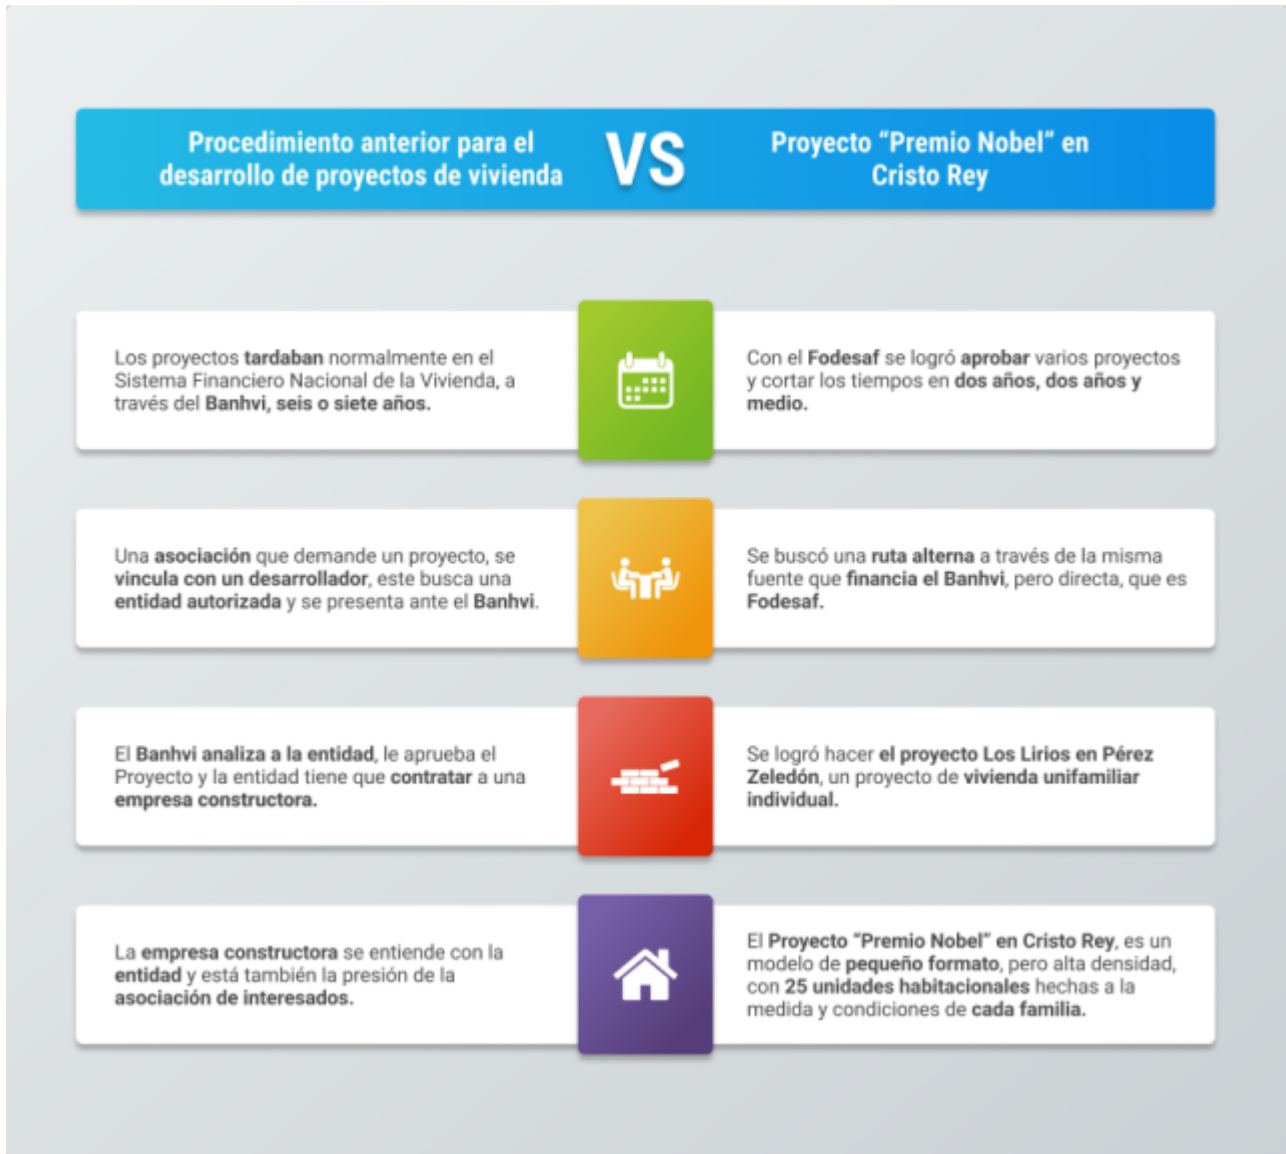 Procedimiento anterior para el
desarrollo de proyectos de vivienda
VS
Proyecto “Premio Nobel” en
Cristo Rey
Los proyectos tardaban normalmente en el
Sistema Financiero Nacional de la Vivienda, a
través del Banhvi, seis o siete años.
Con el Fodesaf se logró aprobar varios proyectos
y cortar los tiempos en dos años, dos años y
medio.
Una asociación que demande un proyecto, se
vincula con un desarrollador, este busca una
entidad autorizada y se presenta ante el Banhvi.
Se buscó una ruta alterna a través de la misma
fuente que financia el Banhvi, pero directa, que es
Fodesaf.
El Banhvi analiza a la entidad, le aprueba el
Proyecto y la entidad tiene que contratar a una
empresa constructora.
Se logró hacer el proyecto Los Lirios en Pérez
Zeledón, un proyecto de vivienda unifamiliar
individual.
La empresa constructora se entiende con la
entidad y está también la presión de la
asociación de interesados.
El Proyecto “Premio Nobel” en Cristo Rey, es un
modelo de pequeño formato, pero alta densidad,
con 25 unidades habitacionales hechas a la
medida y condiciones de cada familia.